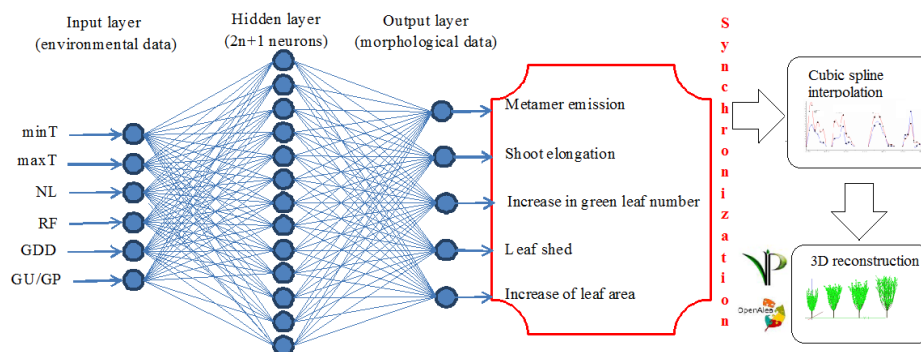 Input layer
(environmental data)
Hidden layer
(2n+1 neurons)
Output layer
(morphological data)
minT
maxT
NL
RF
GDD
GU/GP
Metamer emission
Shoot elongation
Increase in green leaf number
Leaf shed
Increase of leaf area
Synchronization
Cubic spline
interpolation
3D reconstruction
VP
OpenAlea